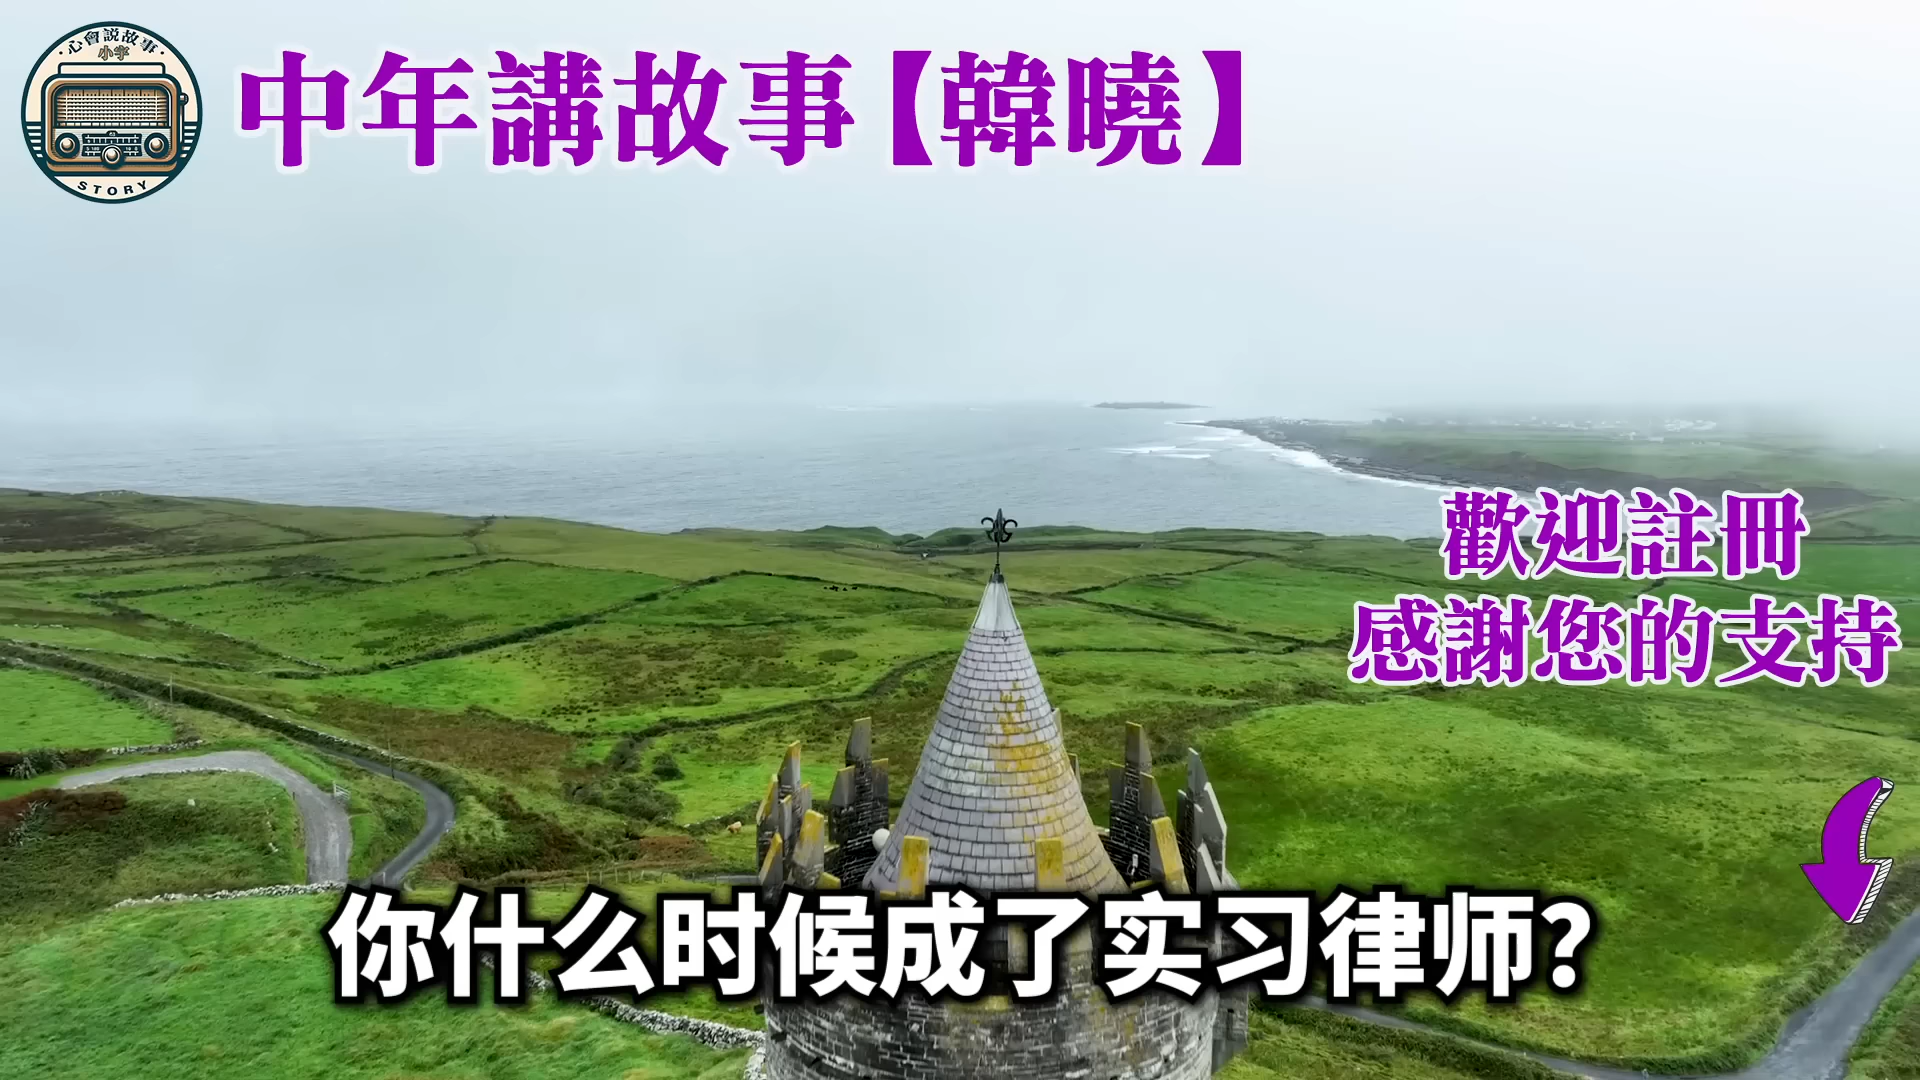 心會説故事
小宇
STORY
中年講故事【韓曉】
歡迎註冊
感謝您的支持
你什么时候成了实习律师?